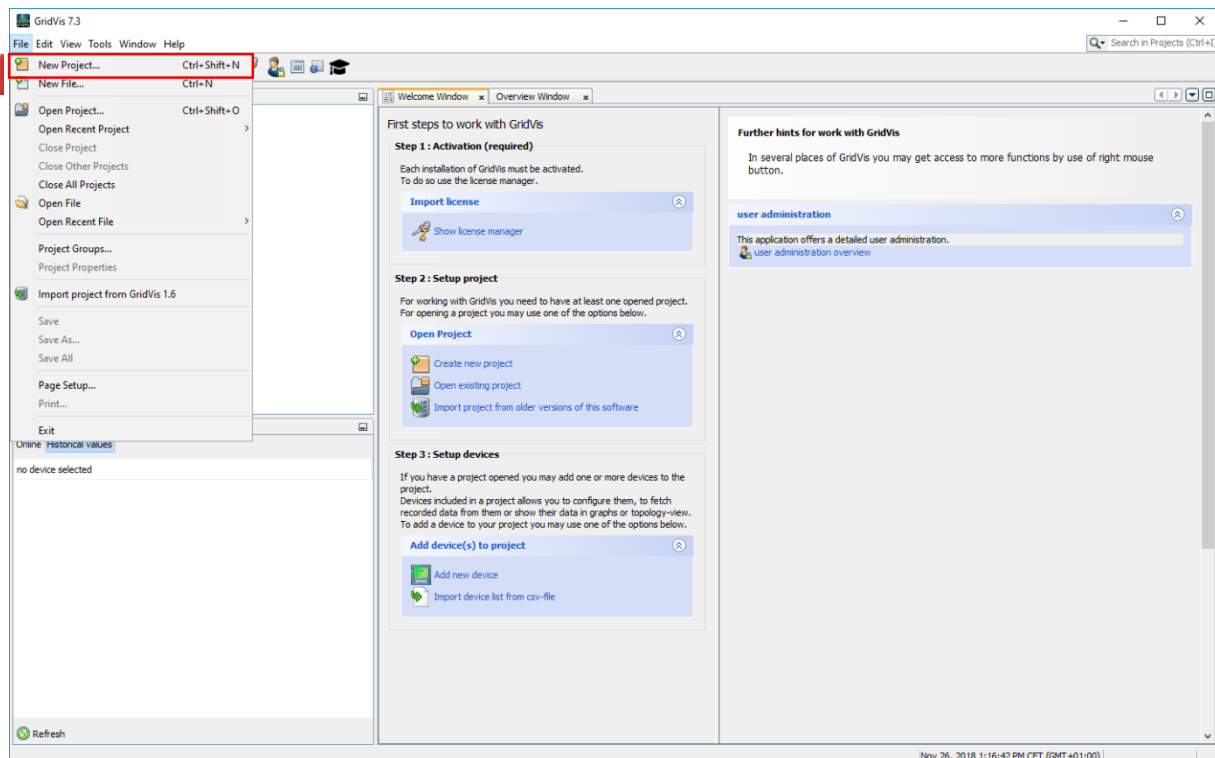 GridVis 7.3
File Edit View Tools Window Help
Search in Projects (Ctrl+I)
New Project... Ctrl+Shift+N
New File... Ctrl+N
Open Project... Ctrl+Shift+O
Open Recent Project
Close Project
Close Other Projects
Close All Projects
Open File
Open Recent File
Project Groups...
Project Properties
Import project from GridVis 1.6
Save
Save As...
Save All
Page Setup...
Print...
Exit
Online Historical values
no device selected
Refresh
Welcome Window x Overview Window x
First steps to work with GridVis
Step 1 : Activation (required)
Each installation of GridVis must be activated.
To do so use the license manager.
Import license
Show license manager
Step 2 : Setup project
For working with GridVis you need to have at least one opened project.
For opening a project you may use one of the options below.
Open Project
Create new project
Open existing project
Import project from older versions of this software
Step 3 : Setup devices
If you have a project opened you may add one or more devices to the
project.
Devices included in a project allows you to configure them, to fetch
recorded data from them or show their data in graphs or topology-view.
To add a device to your project you may use one of the options below.
Add device(s) to project
Add new device
Import device list from csv-file
Further hints for work with GridVis
In several places of GridVis you may get access to more functions by use of right mouse
button.
user administration
This application offers a detailed user administration.
user administration overview
Nov 26, 2018 1:16:42 PM CET (GMT+01:00)